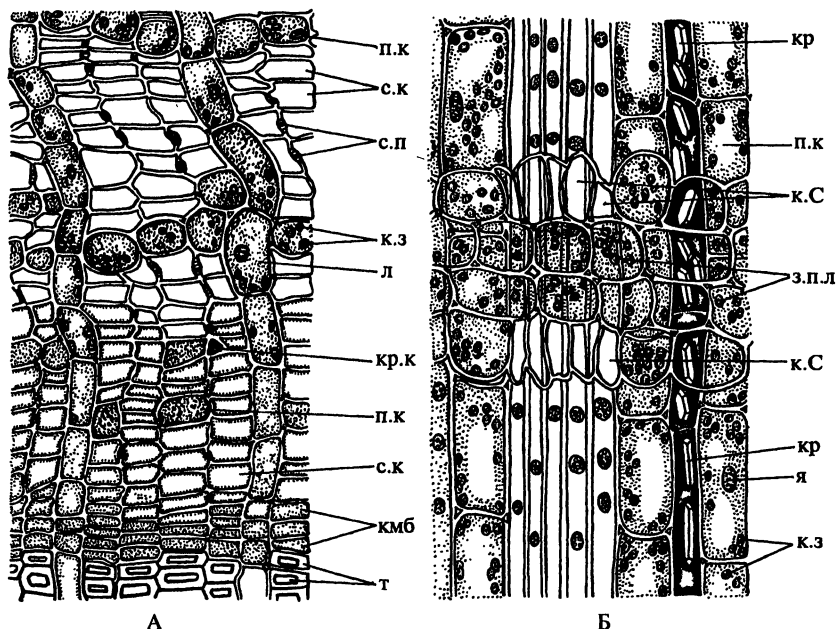 п.к
с.к
с.п
к.з
л
кр.к
п.к
с.к
кмб
т
А
кр
п.к
к.С
з.п.л
к.С
кр
я
к.з
Б